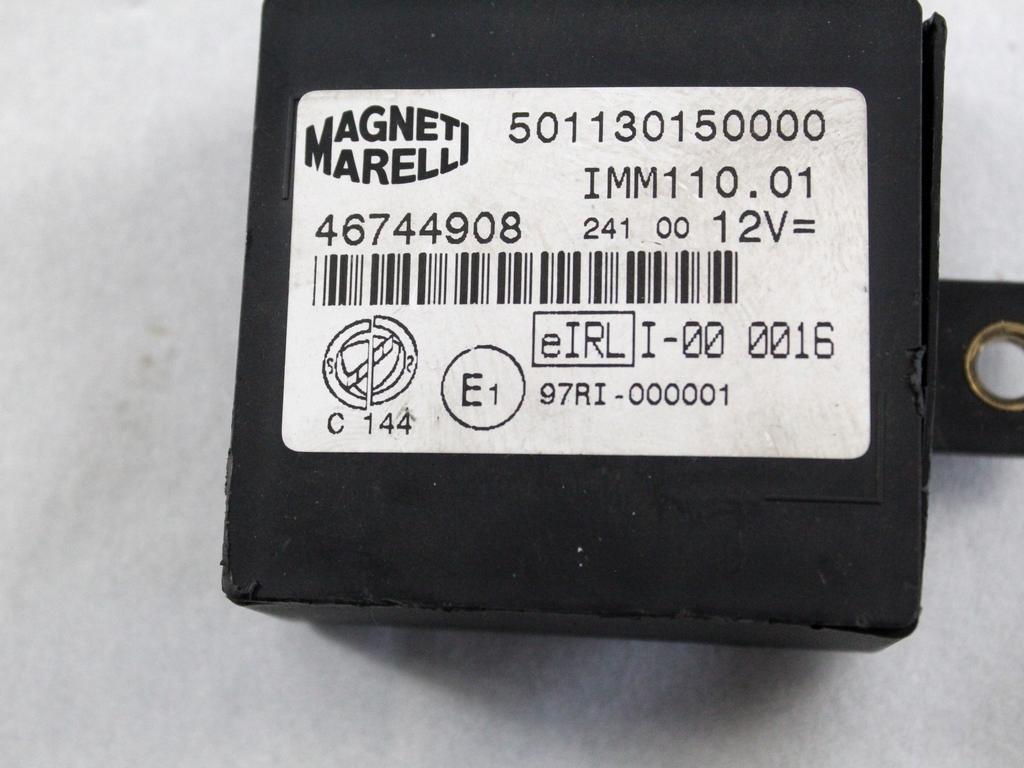 MAGNETI
MARELLI
501130150000
IMM110.01
46744908 241 00 12V=
eIRL I-00 0016
S R
E1 97RI-000001
C 144